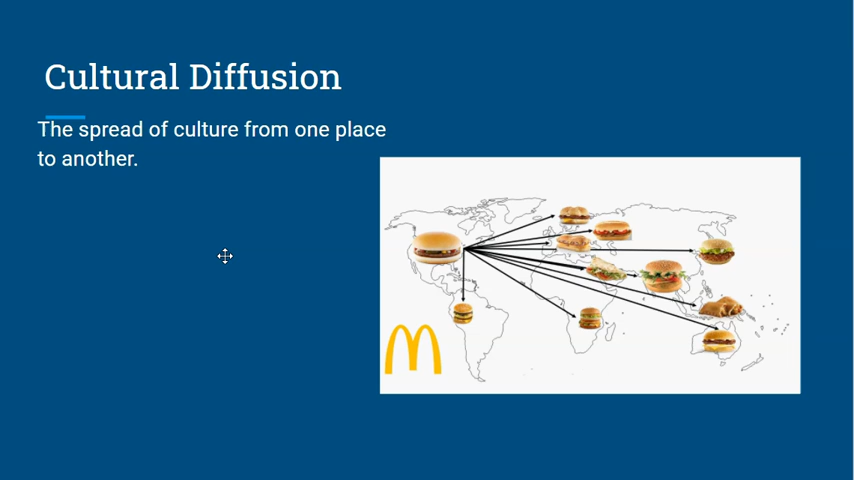 Cultural Diffusion
The spread of culture from one place
to another.